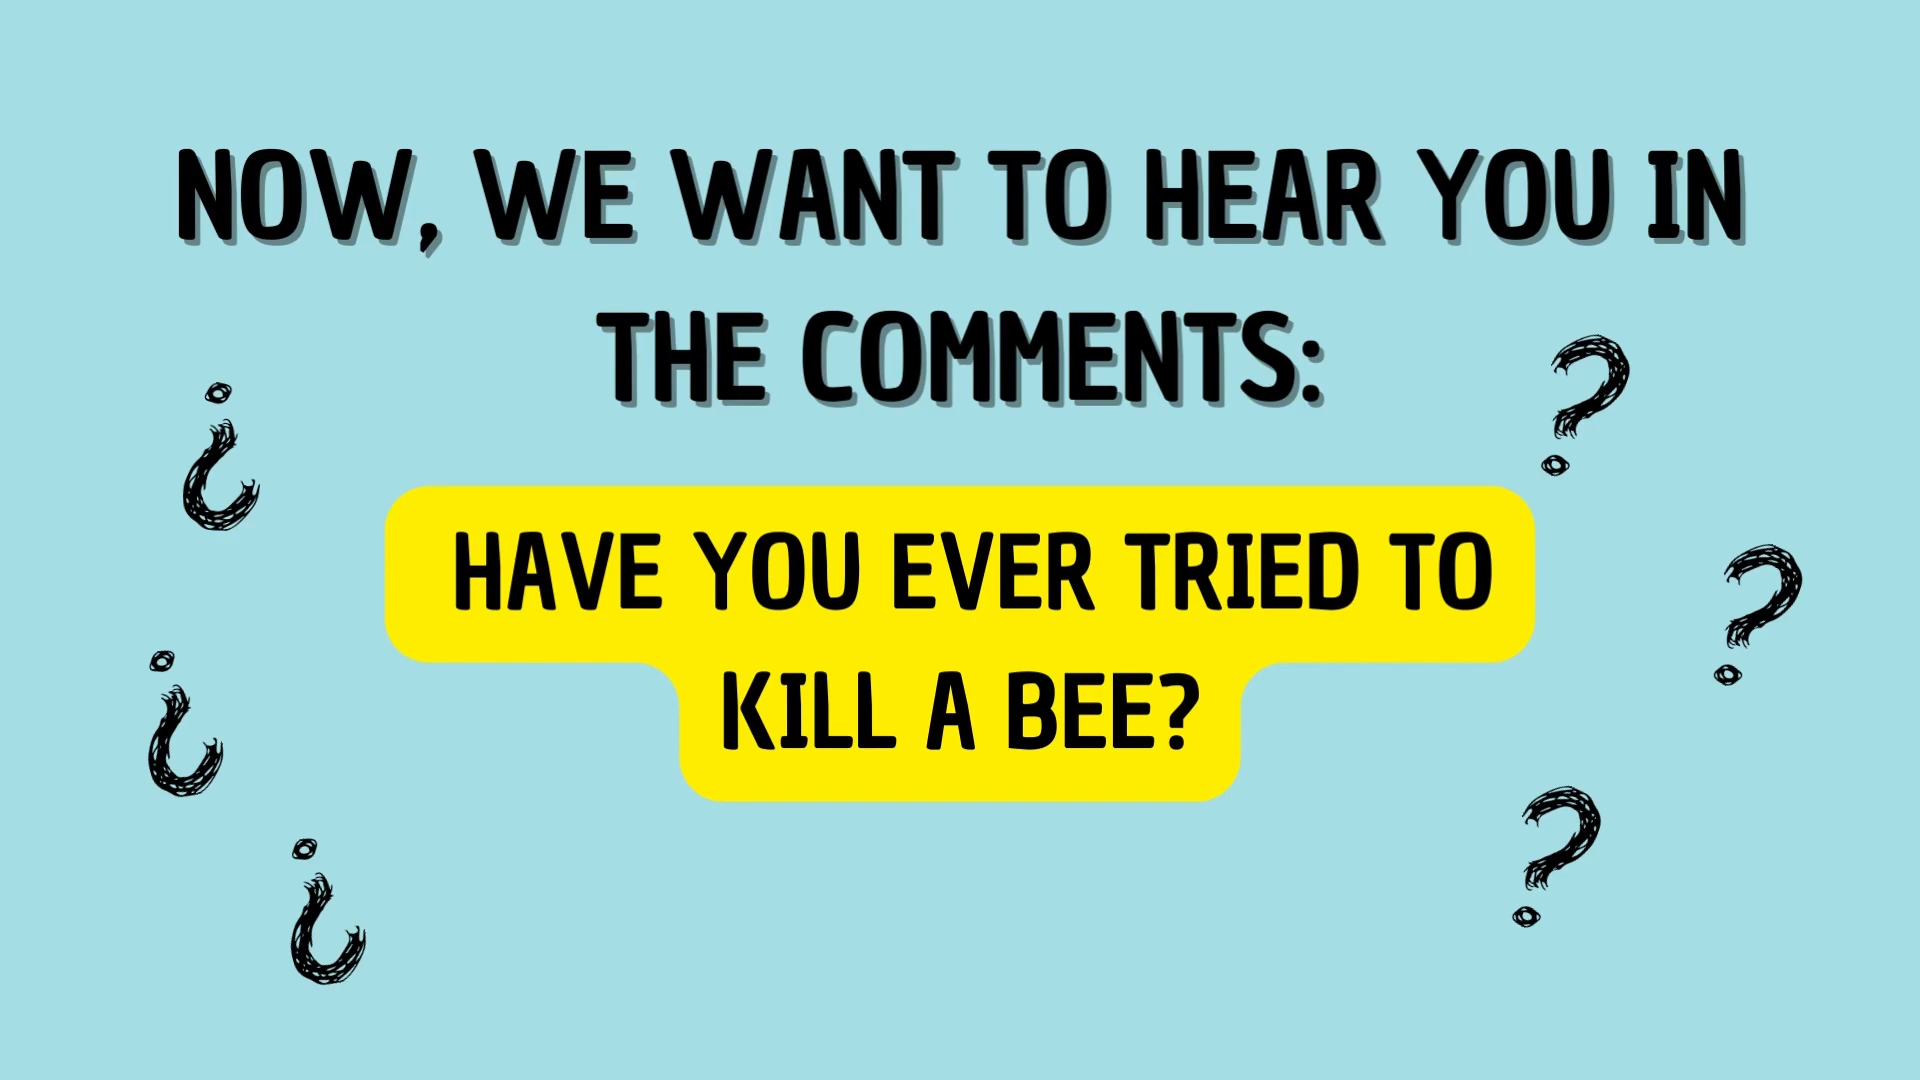 NOW, WE WANT TO HEAR YOU IN
THE COMMENTS:
HAVE YOU EVER TRIED TO
KILL A BEE?